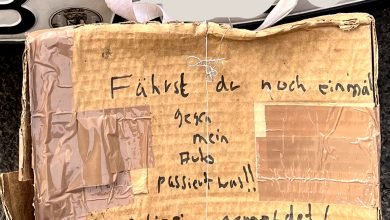 Fährst du noch einmal
gegen
mein
Auto
passiert was!!